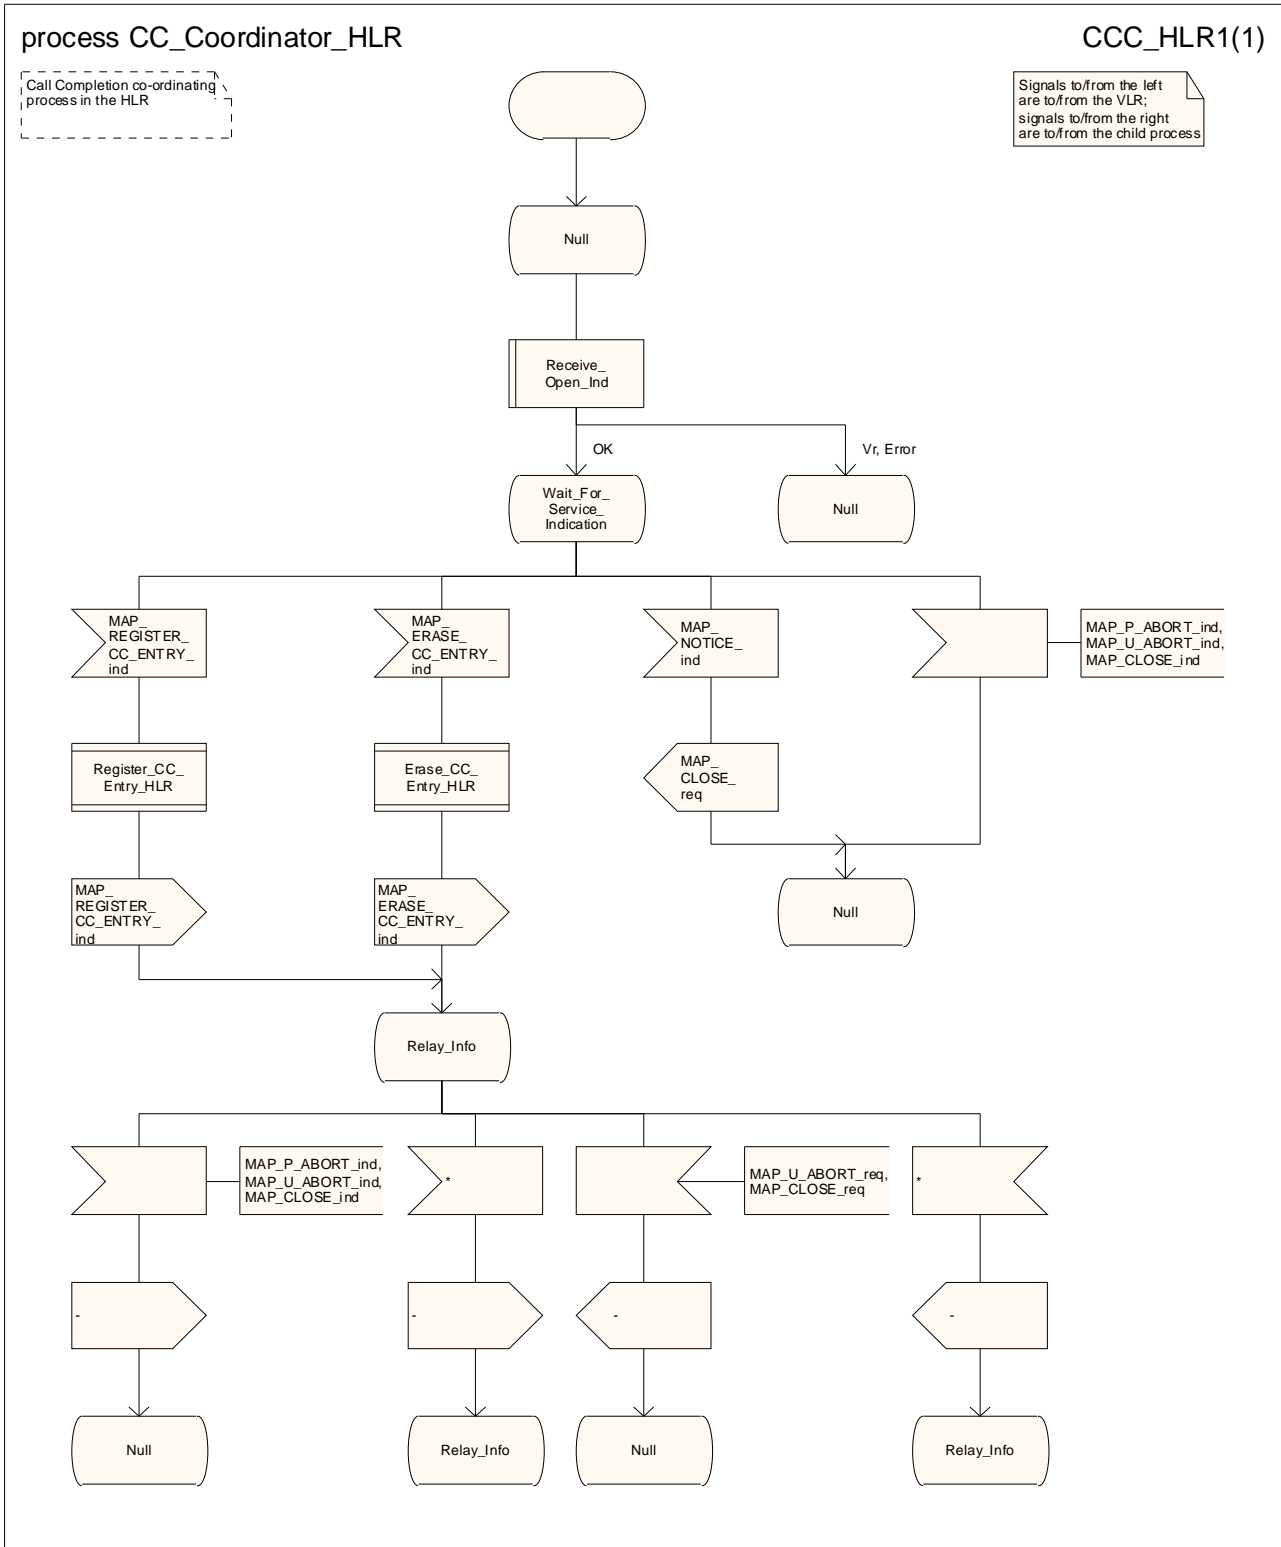 process CC_Coordinator_HLR
CCC_HLR1(1)
Call Completion co-ordinating
process in the HLR
Signals to/from the left
are to/from the VLR;
signals to/from the right
are to/from the child process
Null
Receive_
Open_Ind
OK
Vr, Error
Wait_For_
Service_
Indication
Null
MAP_
REGISTER_
CC_ENTRY_
ind
MAP_
ERASE_
CC_ENTRY_
ind
MAP_
NOTICE_
ind
MAP_P_ABORT_ind,
MAP_U_ABORT_ind,
MAP_CLOSE_ind
Register_CC_
Entry_HLR
Erase_CC_
Entry_HLR
MAP_
CLOSE_
req
MAP_
REGISTER_
CC_ENTRY_
ind
MAP_
ERASE_
CC_ENTRY_
ind
Null
Relay_Info
MAP_P_ABORT_ind,
MAP_U_ABORT_ind,
MAP_CLOSE_ind
*
MAP_U_ABORT_req,
MAP_CLOSE_req
*
-
-
-
-
Null
Relay_Info
Null
Relay_Info